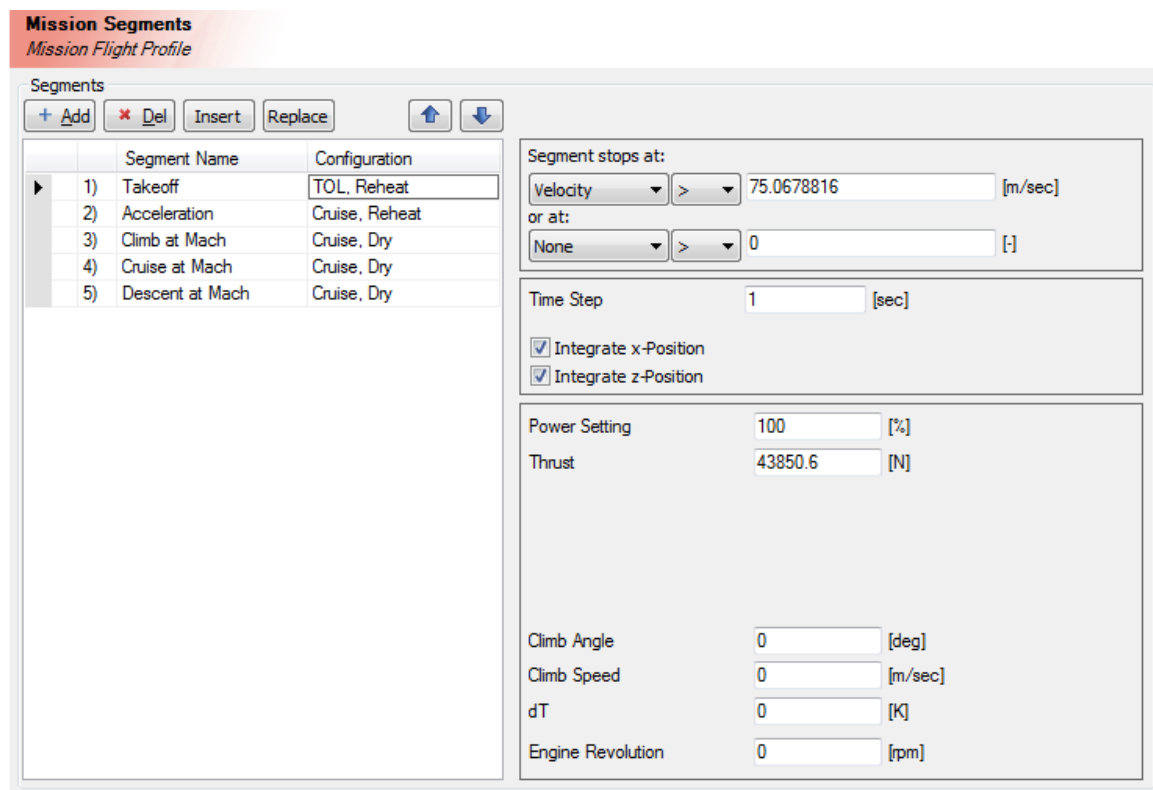 Mission Segments
Mission Flight Profile
Segments
+ Add Del Insert Replace
Segment Name Configuration
1) Takeoff TOL, Reheat
2) Acceleration Cruise, Reheat
3) Climb at Mach Cruise, Dry
4) Cruise at Mach Cruise, Dry
5) Descent at Mach Cruise, Dry
Segment stops at:
Velocity > 75.0678816 [m/sec]
or at:
None > 0 [-]
Time Step 1 [sec]
Integrate x-Position
Integrate z-Position
Power Setting 100 [%]
Thrust 43850.6 [N]
Climb Angle 0 [deg]
Climb Speed 0 [m/sec]
dT 0 [K]
Engine Revolution 0 [rpm]